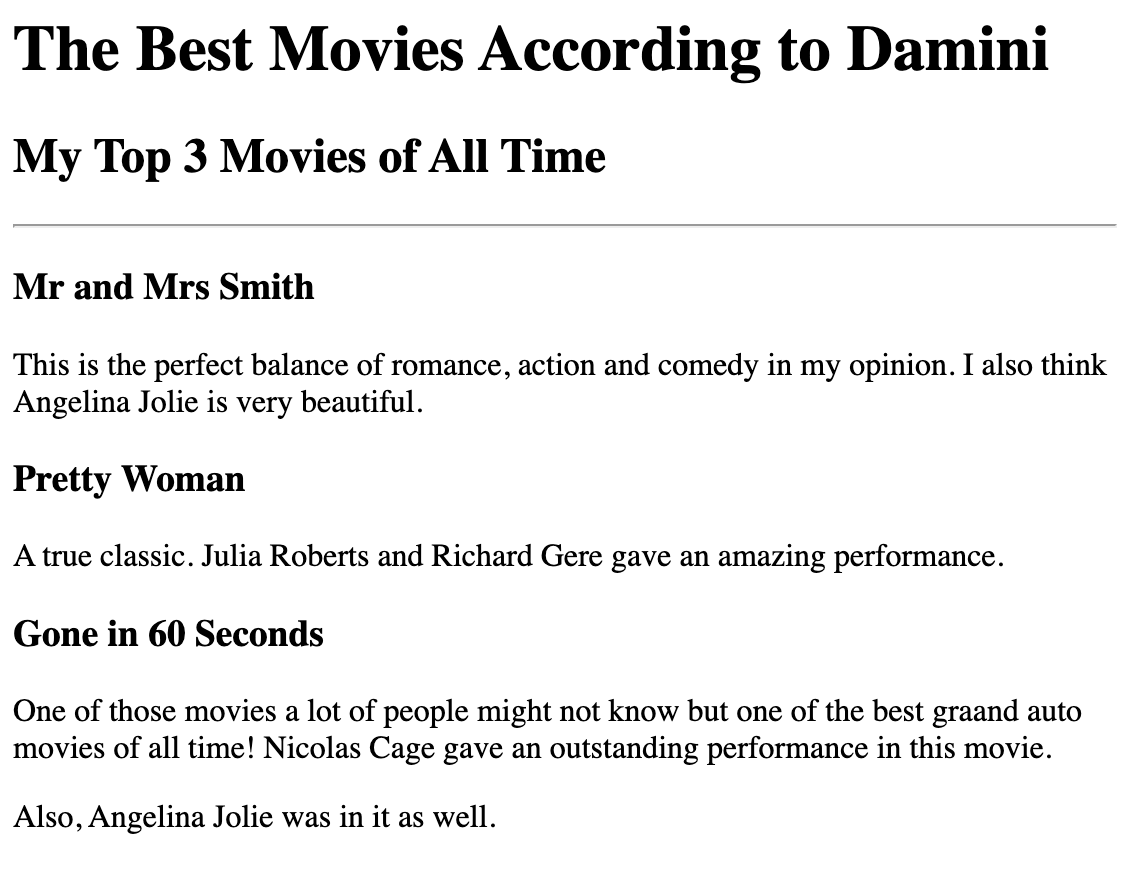 The Best Movies According to Damini
My Top 3 Movies of All Time
Mr and Mrs Smith
This is the perfect balance of romance, action and comedy in my opinion. I also think
Angelina Jolie is very beautiful.
Pretty Woman
A true classic. Julia Roberts and Richard Gere gave an amazing performance.
Gone in 60 Seconds
One of those movies a lot of people might not know but one of the best graand auto
movies of all time! Nicolas Cage gave an outstanding performance in this movie.
Also, Angelina Jolie was in it as well.